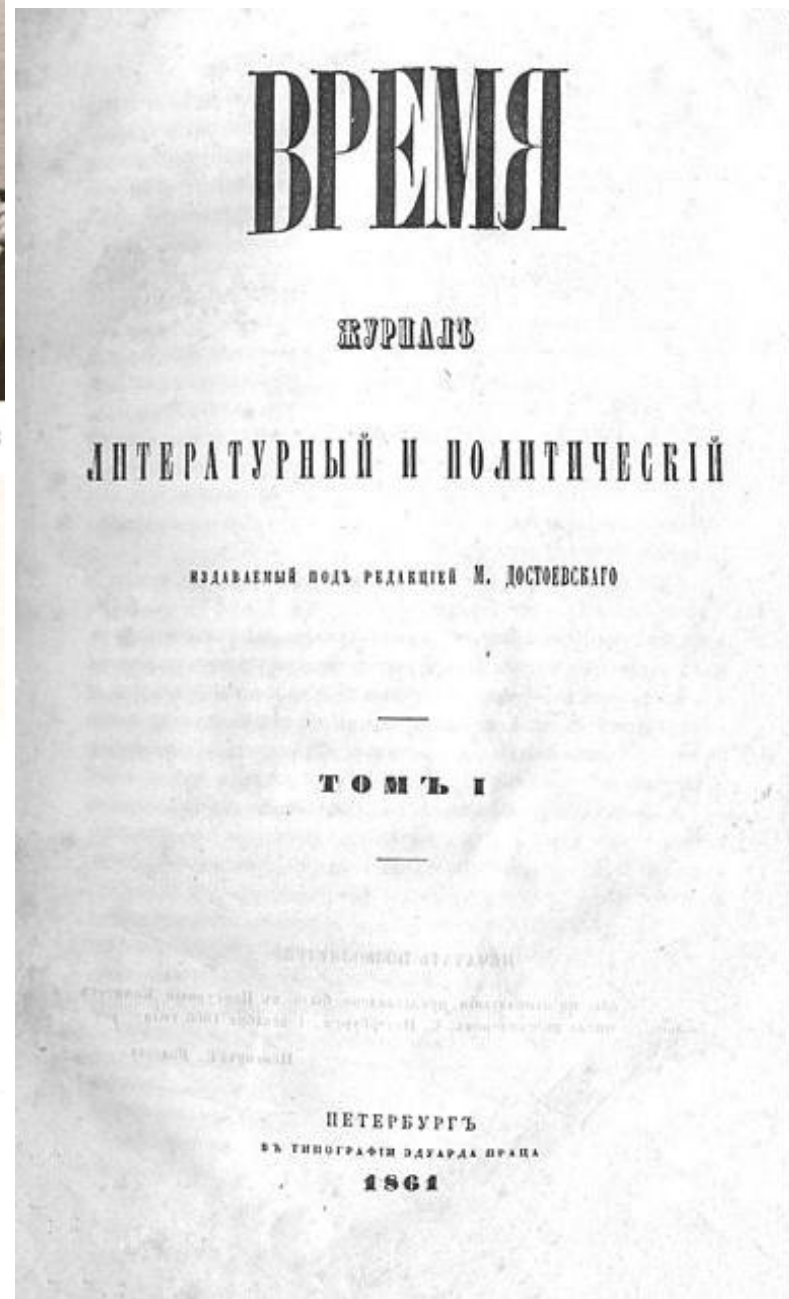 ВРЕМЯ
ЖУРНАЛЪ
ЛИТЕРАТУРНЫЙ И ПОЛИТИЧЕСКІЙ
ИЗДАВАЕМЫЙ ПОДЪ РЕДАКЦІЕЙ М. ДОСТОЕВСКАГО
ТОМЪ I
ПЕТЕРБУРГЪ
ВЪ ТИПОГРАФІИ ЭДУАРДА ПРАЦА
1861